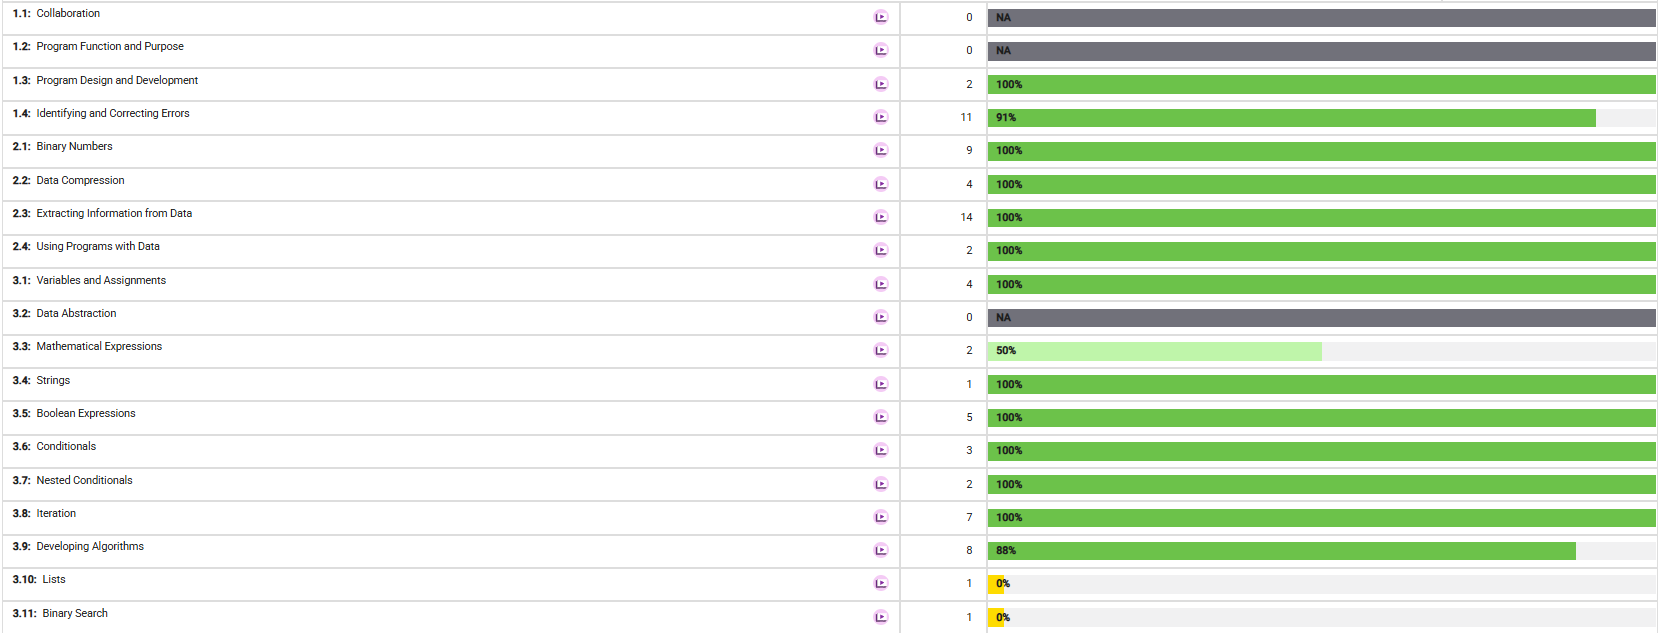 1.1: Collaboration 0 NA
1.2: Program Function and Purpose 0 NA
1.3: Program Design and Development 2 100%
1.4: Identifying and Correcting Errors 11 91%
2.1: Binary Numbers 9 100%
2.2: Data Compression 4 100%
2.3: Extracting Information from Data 14 100%
2.4: Using Programs with Data 2 100%
3.1: Variables and Assignments 4 100%
3.2: Data Abstraction 0 NA
3.3: Mathematical Expressions 2 50%
3.4: Strings 1 100%
3.5: Boolean Expressions 5 100%
3.6: Conditionals 3 100%
3.7: Nested Conditionals 2 100%
3.8: Iteration 7 100%
3.9: Developing Algorithms 8 88%
3.10: Lists 1 0%
3.11: Binary Search 1 0%